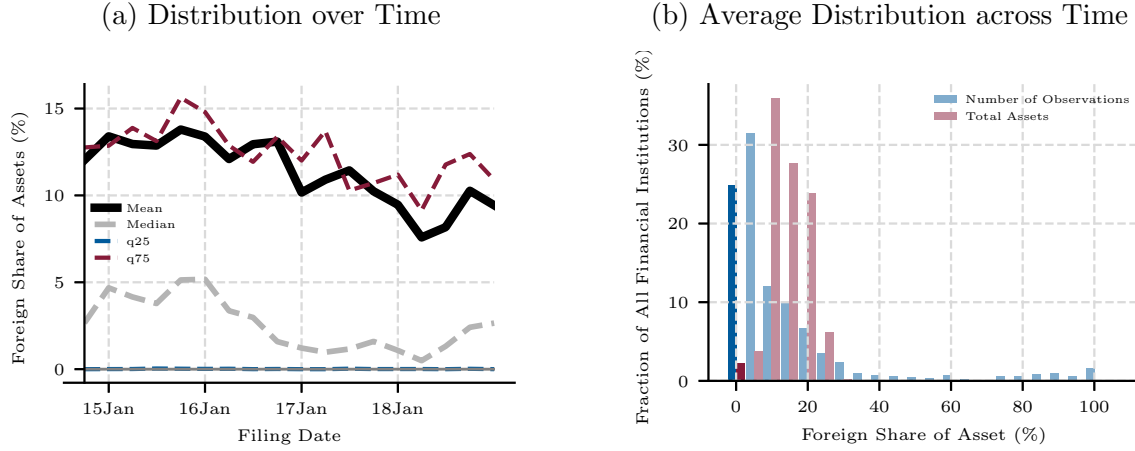 (a) Distribution over Time
Foreign Share of Assets (%)
15
10
5
0
Mean
Median
q25
q75
15Jan 16Jan 17Jan 18Jan
Filing Date
(b) Average Distribution across Time
Fraction of All Financial Institutions (%)
30
20
10
0
Number of Observations
Total Assets
0 20 40 60 80 100
Foreign Share of Asset (%)